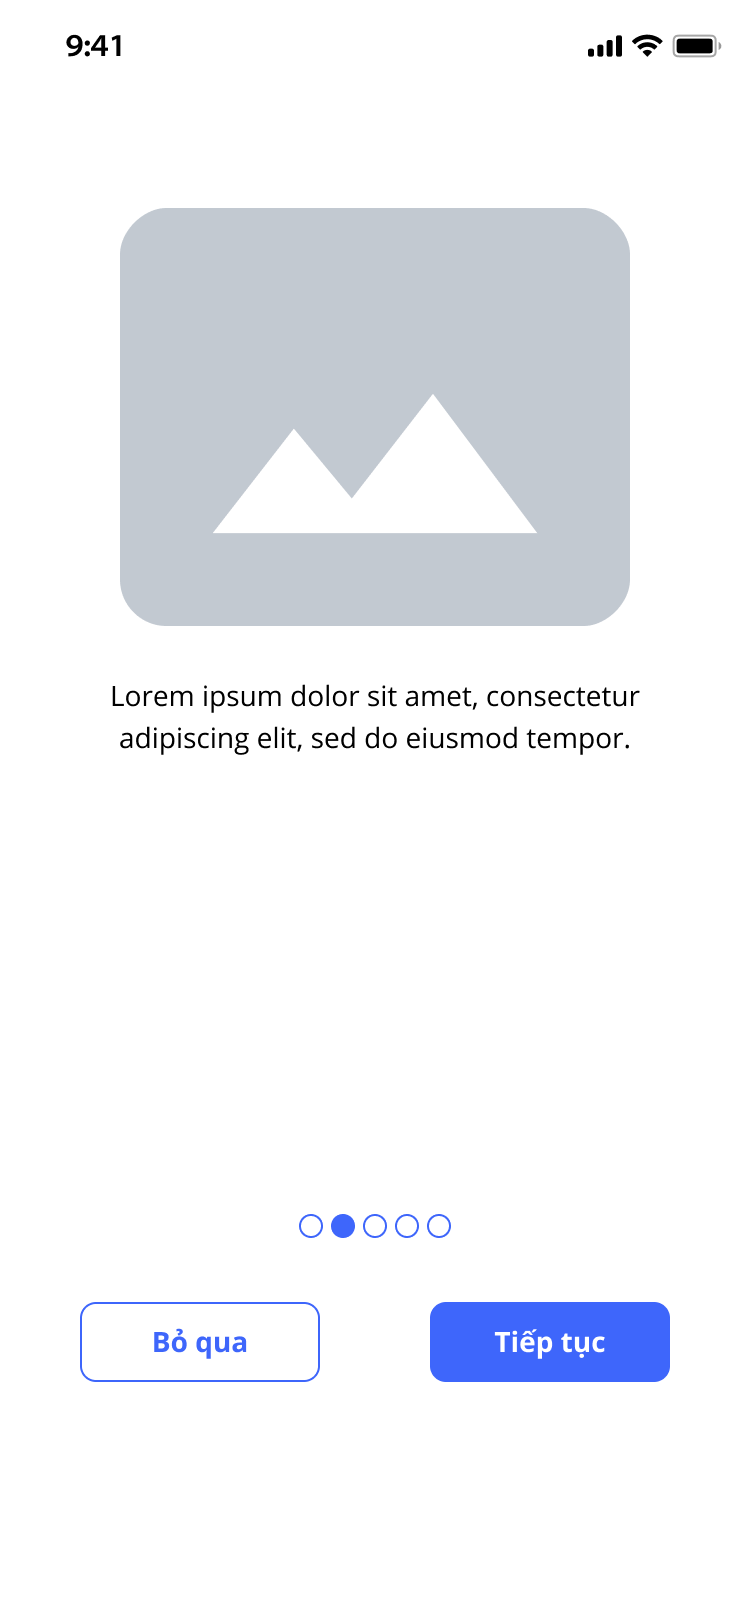 9:41
Lorem ipsum dolor sit amet, consectetur
adipiscing elit, sed do eiusmod tempor.
Bỏ qua
Tiếp tục